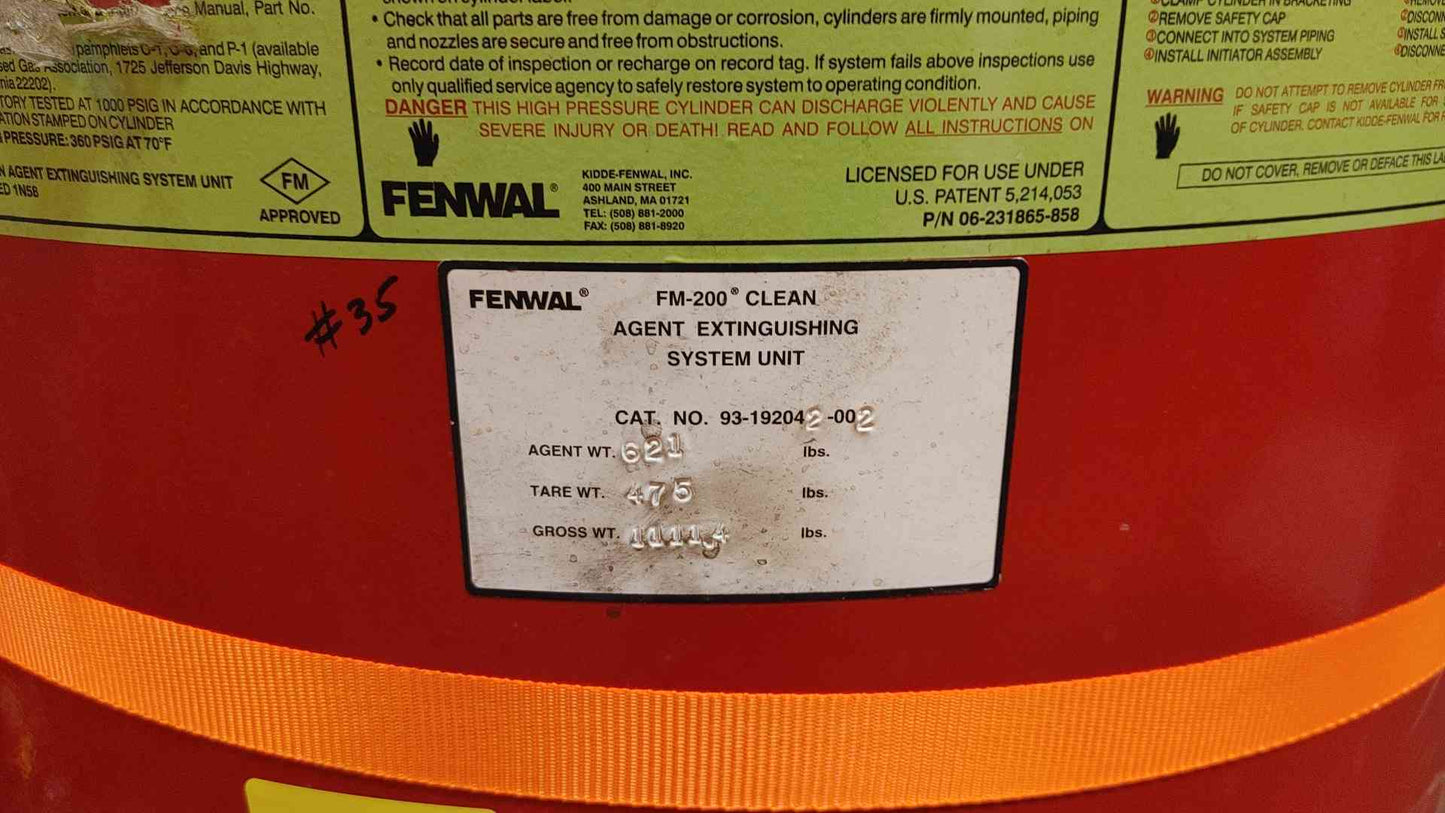 Manual, Part No.
pamphlets C-1, C-6, and P-1 (available
Gas Association, 1725 Jefferson Davis Highway,
22202).
TESTED AT 1000 PSIG IN ACCORDANCE WITH
STAMPED ON CYLINDER
PRESSURE: 360 PSIG AT 70°F
AGENT EXTINGUISHING SYSTEM UNIT
1N58
FM
APPROVED
• Check that all parts are free from damage or corrosion, cylinders are firmly mounted, piping
and nozzles are secure and free from obstructions.
• Record date of inspection or recharge on record tag. If system fails above inspections use
only qualified service agency to safely restore system to operating condition.
DANGER THIS HIGH PRESSURE CYLINDER CAN DISCHARGE VIOLENTLY AND CAUSE
SEVERE INJURY OR DEATH! READ AND FOLLOW ALL INSTRUCTIONS ON
FENWAL®
KIDDE-FENWAL, INC.
400 MAIN STREET
ASHLAND, MA 01721
TEL: (508) 881-2000
FAX: (508) 881-8920
LICENSED FOR USE UNDER
U.S. PATENT 5,214,053
P/N 06-231865-858
①CLAMP CYLINDER IN BRACKETING
②REMOVE SAFETY CAP
③CONNECT INTO SYSTEM PIPING
④INSTALL INITIATOR ASSEMBLY
WARNING DO NOT ATTEMPT TO REMOVE CYLINDER
IF SAFETY CAP IS NOT AVAILABLE FOR
OF CYLINDER. CONTACT KIDDE-FENWAL FOR
DO NOT COVER, REMOVE OR DEFACE THIS
#35
FENWAL® FM-200® CLEAN
AGENT EXTINGUISHING
SYSTEM UNIT
CAT. NO. 93-192042-002
AGENT WT. 621 lbs.
TARE WT. 475 lbs.
GROSS WT. lbs.